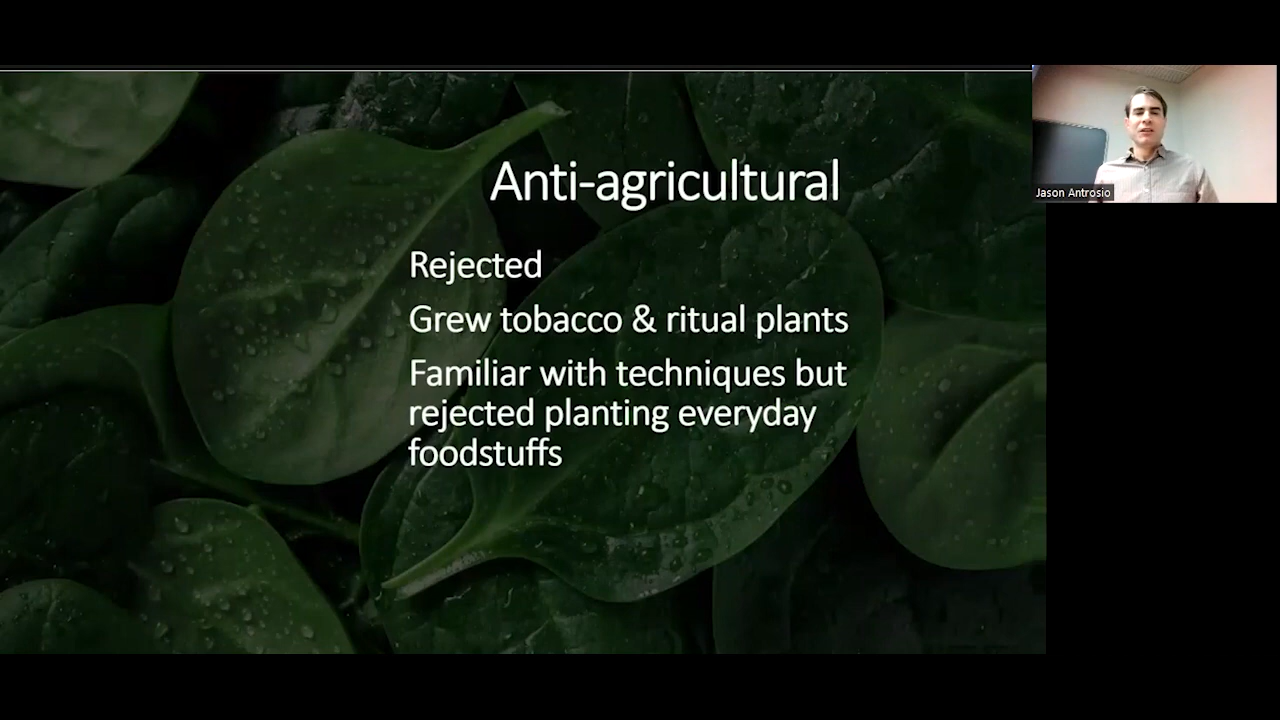 Anti-agricultural
Jason Antrosio
Rejected
Grew tobacco & ritual plants
Familiar with techniques but
rejected planting everyday
foodstuffs